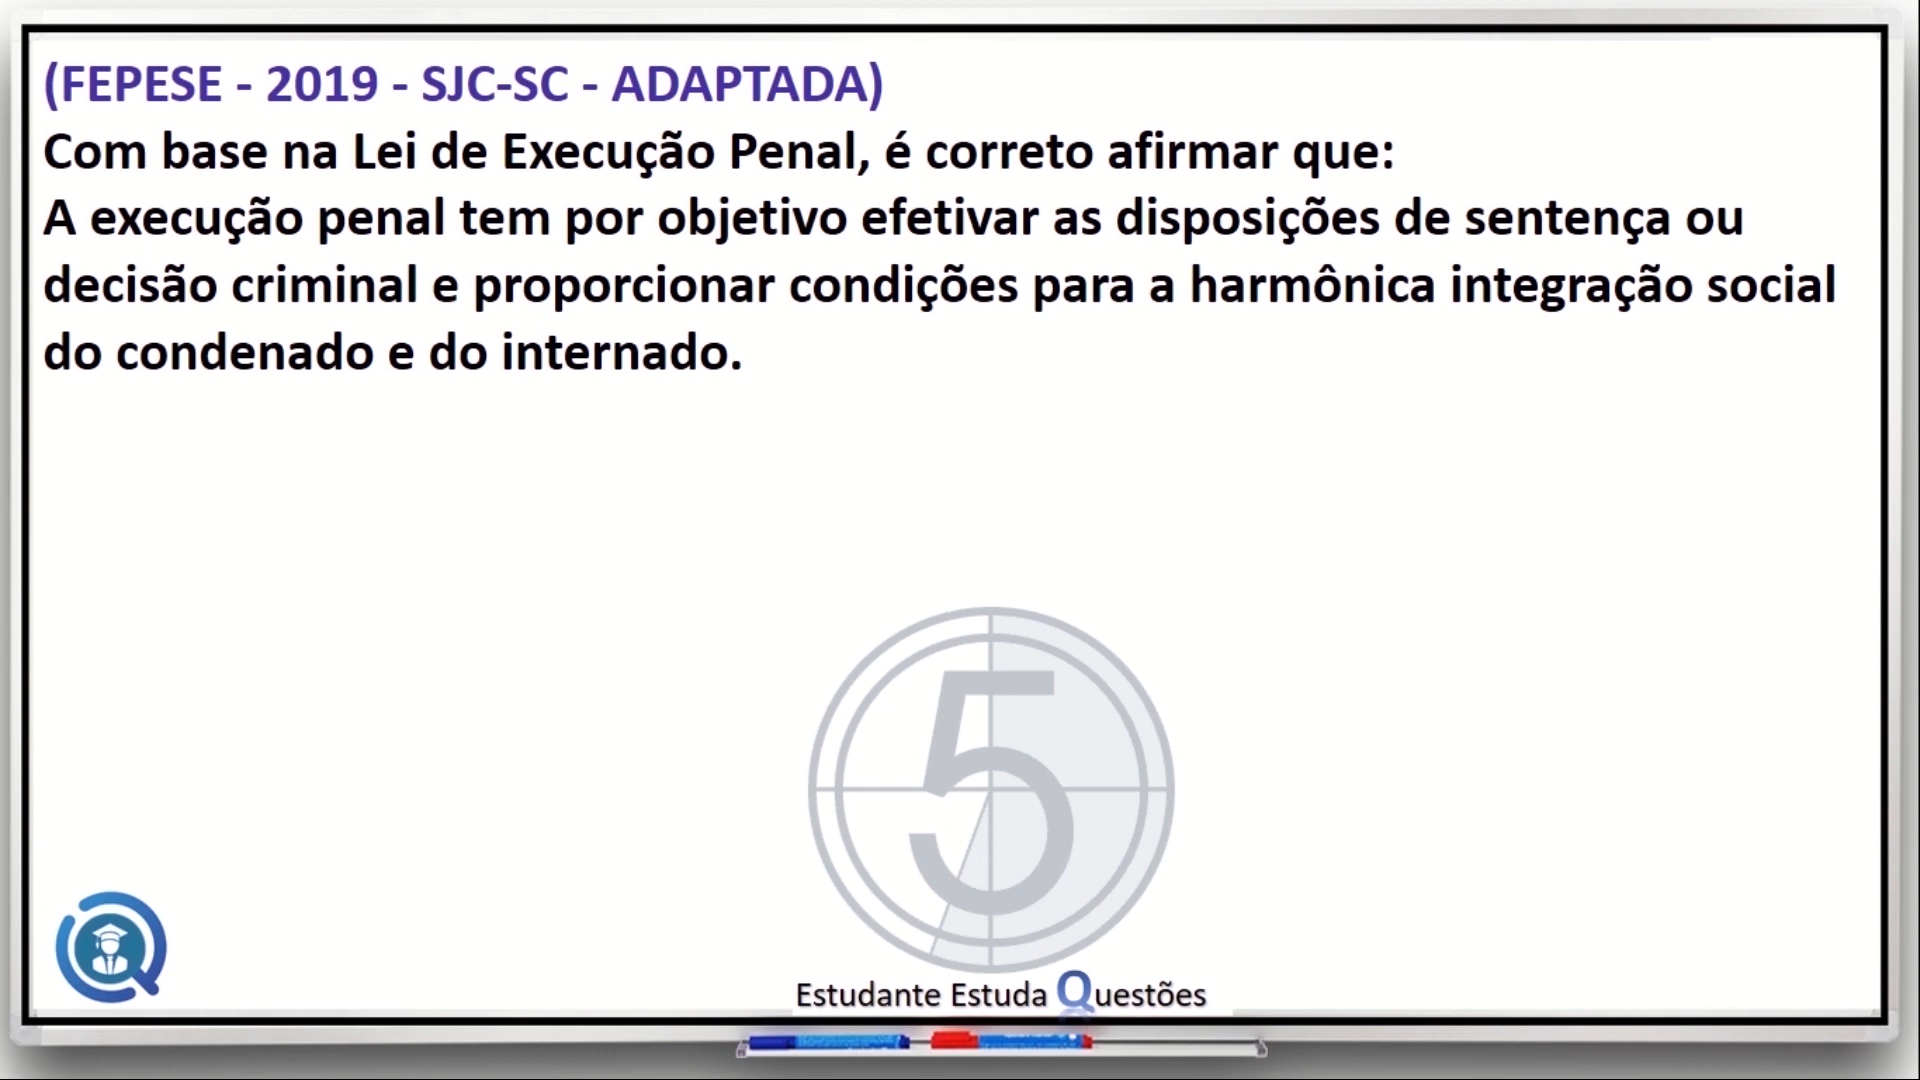 (FEPESE - 2019 - SJC-SC - ADAPTADA)
Com base na Lei de Execução Penal, é correto afirmar que:
A execução penal tem por objetivo efetivar as disposições de sentença ou
decisão criminal e proporcionar condições para a harmônica integração social
do condenado e do internado.
5
Estudante Estuda Questões